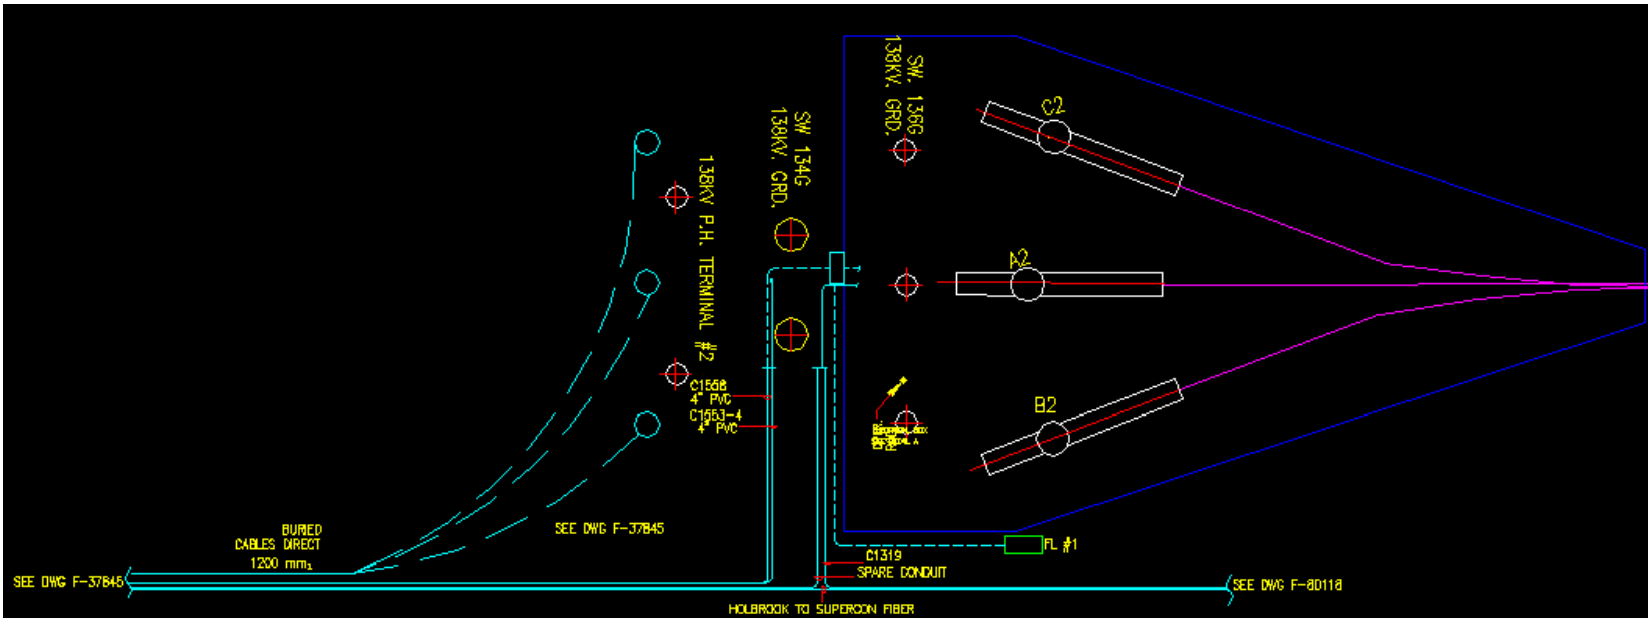 SW. 136G
138KV. GRD.
SW 134G
138KV. GRD.
138KV P.H. TERMINAL #2
C2
A2
B2
C1556
4" PVC
C1553-4
4" PVC
BURIED
CABLES DIRECT
1200 mm
SEE DWG F-37845
SEE DWG F-37845
FL #1
C1319
SPARE CONDUIT
SEE DWG F-80118
HOLBROOK TO SUPERCON FIBER